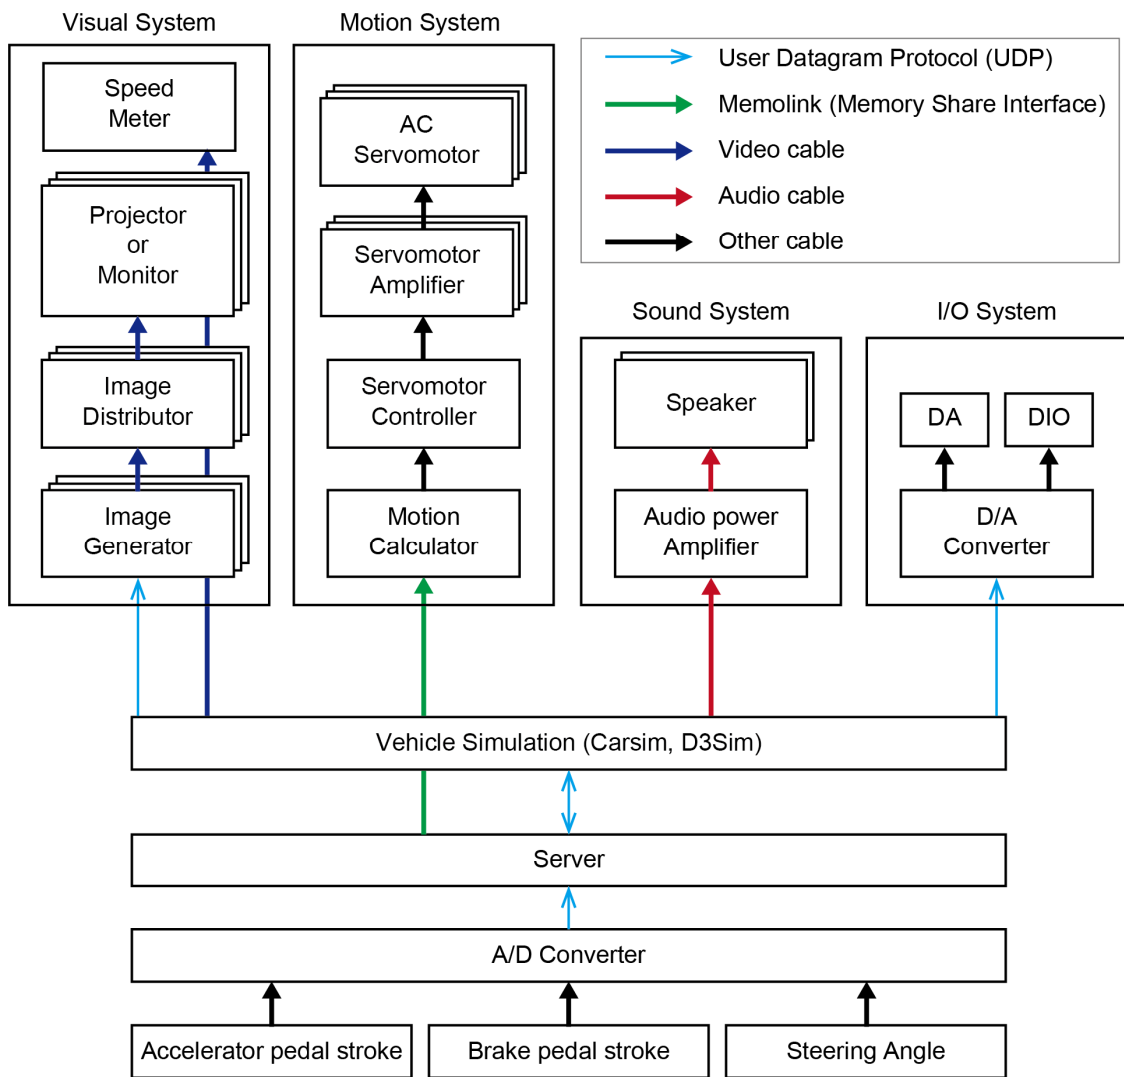 Visual System
Speed
Meter
Projector
or
Monitor
Image
Distributor
Image
Generator
Motion System
AC
Servomotor
Servomotor
Amplifier
Servomotor
Controller
Motion
Calculator
User Datagram Protocol (UDP)
Memolink (Memory Share Interface)
Video cable
Audio cable
Other cable
Sound System
Speaker
Audio power
Amplifier
I/O System
DA
DIO
D/A
Converter
Vehicle Simulation (Carsim, D3Sim)
Server
A/D Converter
Accelerator pedal stroke
Brake pedal stroke
Steering Angle